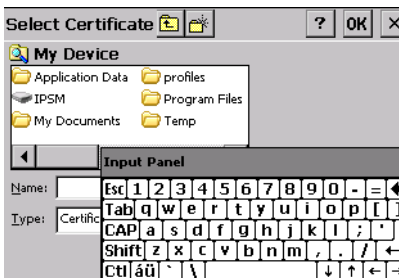 Select Certificate ? OK ×
My Device
Application Data profiles
IPSM Program Files
My Documents Temp
Input Panel
Name:
Type: Certific
Esc 1 2 3 4 5 6 7 8 9 0 - =
Tab q w e r t y u i o p [ ]
CAP a s d f g h j k l ; '
Shift z x c v b n m , . / ←
Ctl áü ` \ ↓ ↑ ← →